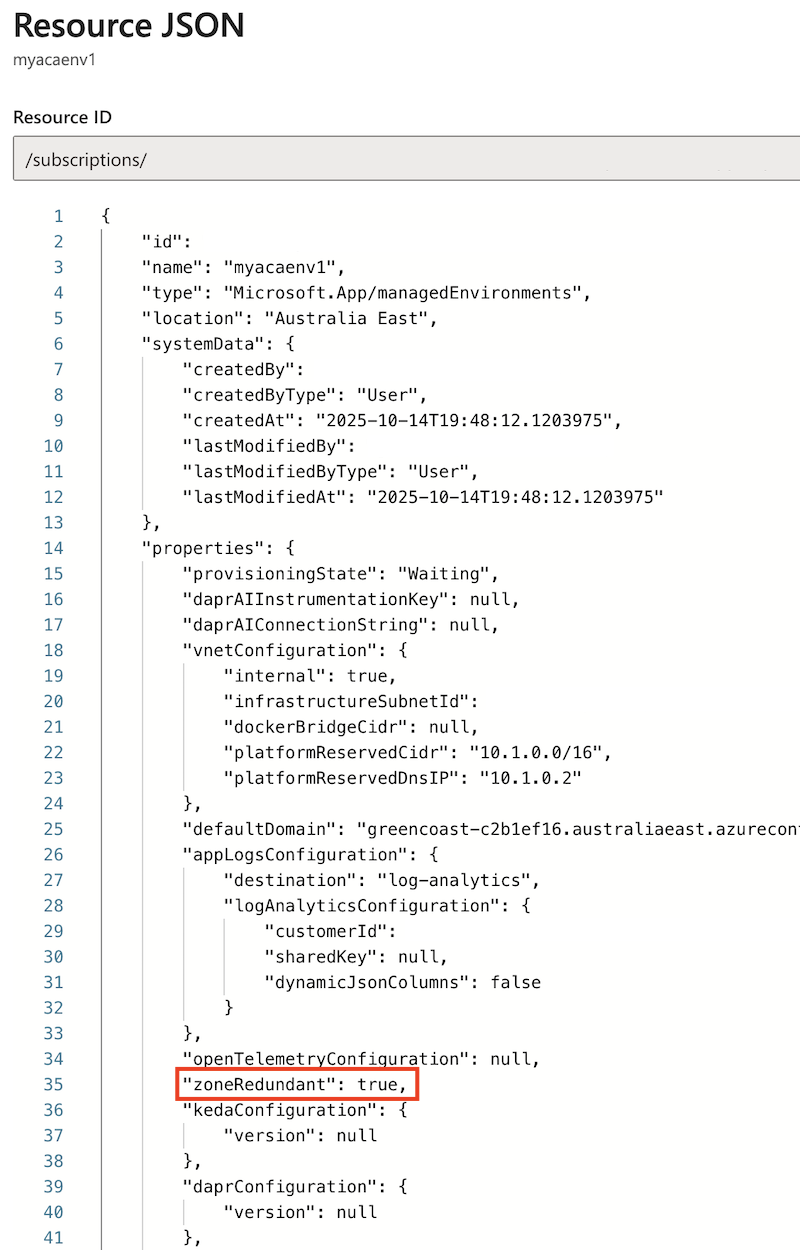 Resource JSON
myacaenv1
Resource ID
/subscriptions/
1 {
2 "id":
3 "name": "myacaenv1",
4 "type": "Microsoft.App/managedEnvironments",
5 "location": "Australia East",
6 "systemData": {
7 "createdBy":
8 "createdByType": "User",
9 "createdAt": "2025-10-14T19:48:12.1203975",
10 "lastModifiedBy":
11 "lastModifiedByType": "User",
12 "lastModifiedAt": "2025-10-14T19:48:12.1203975"
13 },
14 "properties": {
15 "provisioningState": "Waiting",
16 "daprAIInstrumentationKey": null,
17 "daprAIConnectionString": null,
18 "vnetConfiguration": {
19 "internal": true,
20 "infrastructureSubnetId":
21 "dockerBridgeCidr": null,
22 "platformReservedCidr": "10.1.0.0/16",
23 "platformReservedDnsIP": "10.1.0.2"
24 },
25 "defaultDomain": "greencoast-c2b1ef16.australiaeast.azurecon
26 "appLogsConfiguration": {
27 "destination": "log-analytics",
28 "logAnalyticsConfiguration": {
29 "customerId":
30 "sharedKey": null,
31 "dynamicJsonColumns": false
32 }
33 },
34 "openTelemetryConfiguration": null,
35 "zoneRedundant": true,
36 "kedaConfiguration": {
37 "version": null
38 },
39 "daprConfiguration": {
40 "version": null
41 },